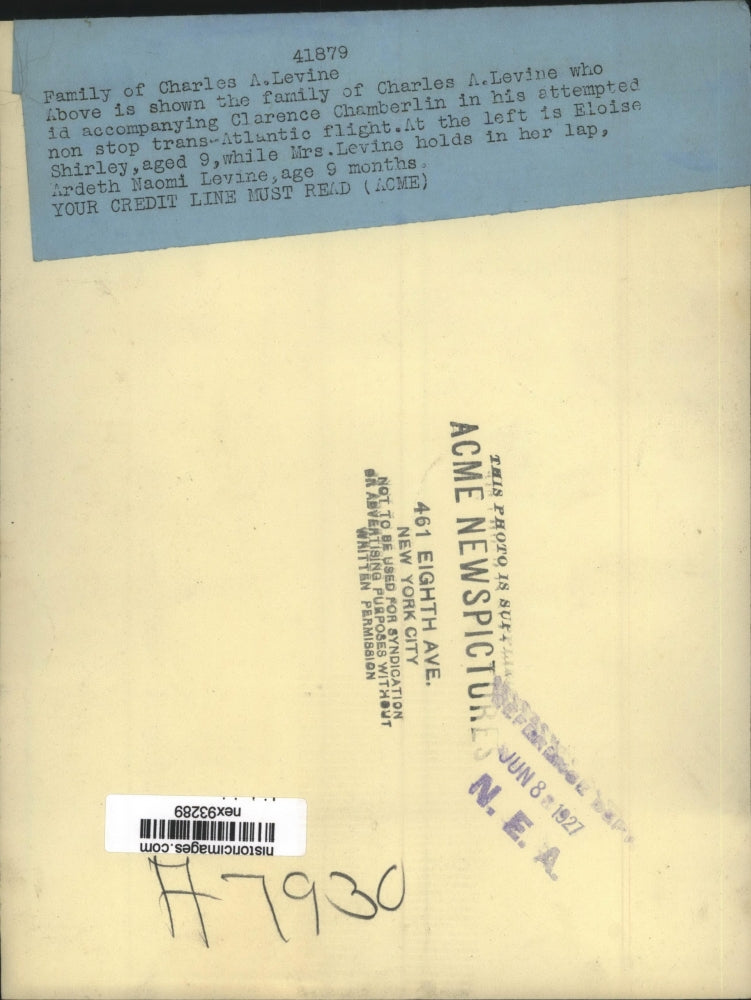 41879
Family of Charles A.Levine
Above is shown the family of Charles A.Levine who
id accompanying Clarence Chamberlin in his attempted
non stop trans-Atlantic flight.At the left is Eloise
Shirley,aged 9,while Mrs.Levine holds in her lap,
Ardeth Naomi Levine,age 9 months.
YOUR CREDIT LINE MUST READ (ACME)
THIS PHOTO IS
ACME NEWSPICTURES
461 EIGHTH AVE.
NEW YORK CITY
NOT TO BE USED FOR SYNDICATION
OR ADVERTISING PURPOSES WITHOUT
WRITTEN PERMISSION
REFERENCE DEPT.
JUN 8 1927
N. E. A.
historicimages.com
nex93289
A-7930